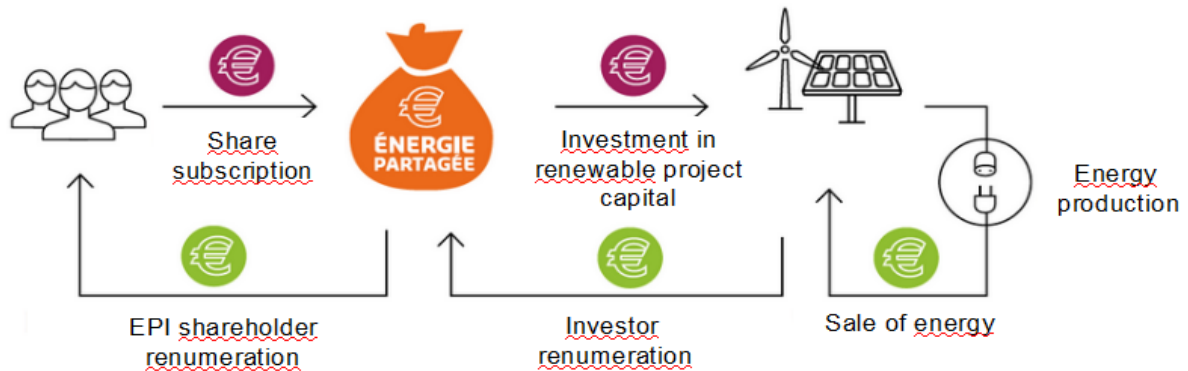 Share
subscription
ÉNERGIE
PARTAGÉE
Investment in
renewable project
capital
Energy
production
EPI shareholder
renumeration
Investor
renumeration
Sale of energy